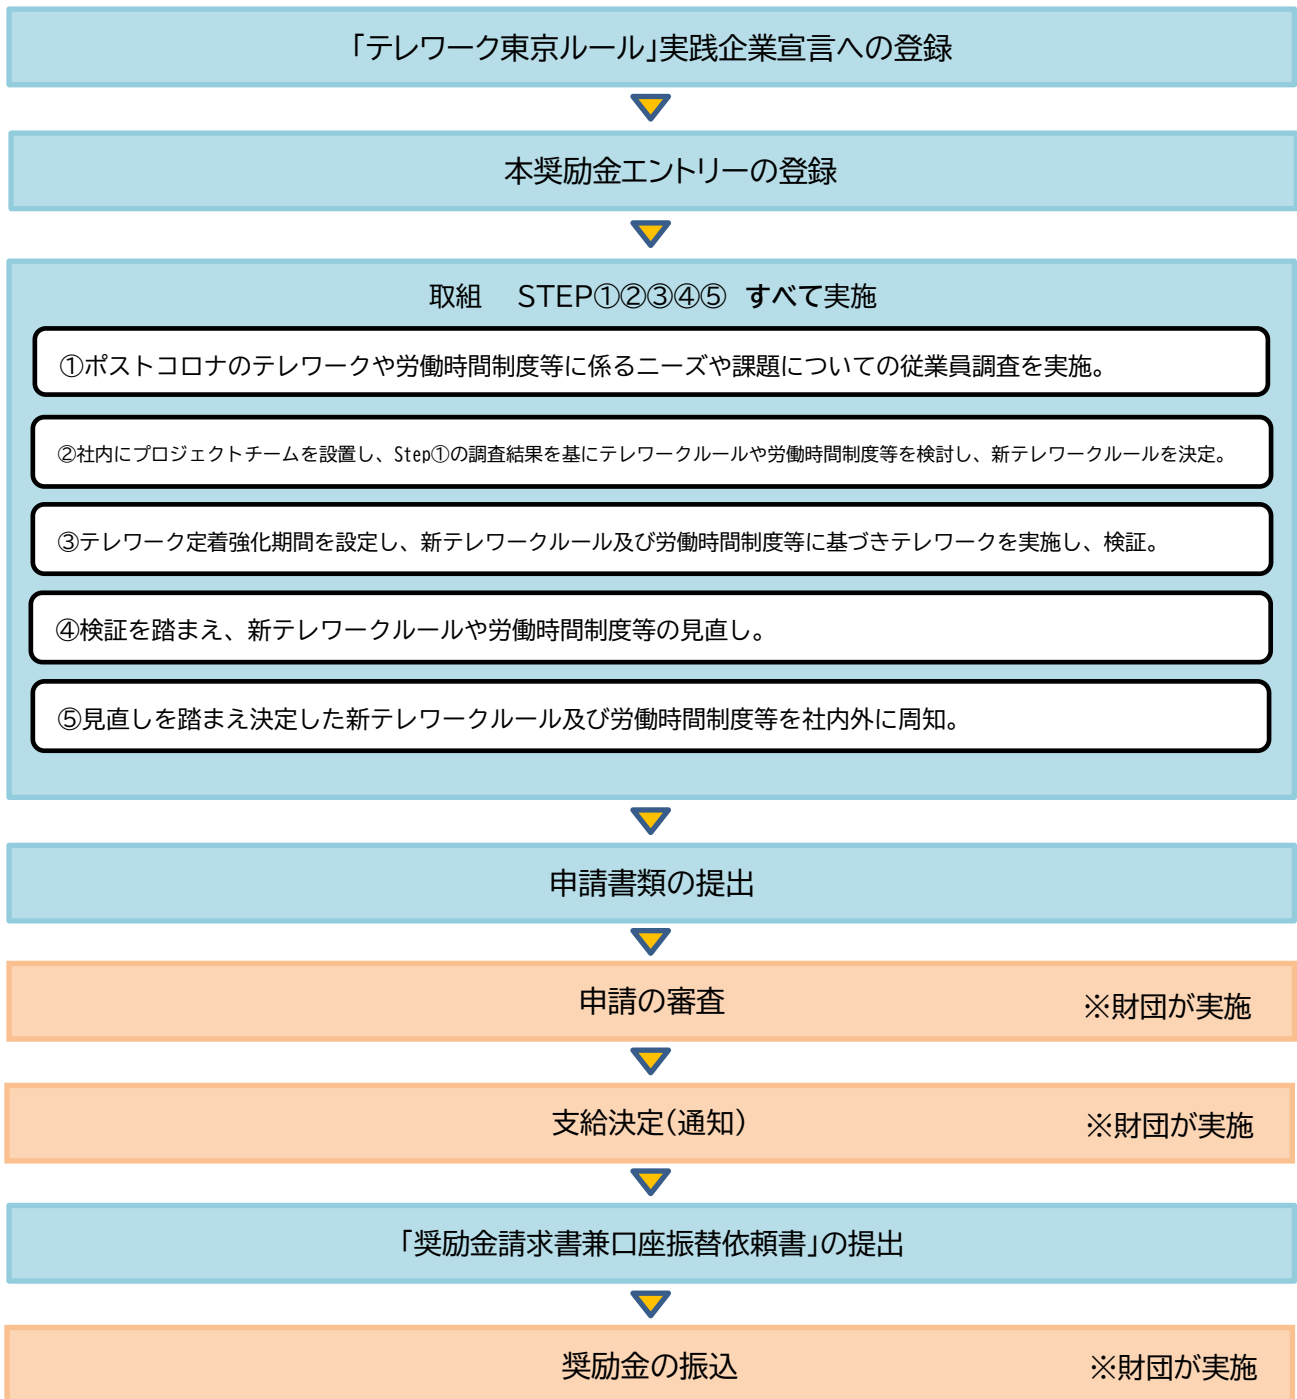 「テレワーク東京ルール」実践企業宣言への登録
本奨励金エントリーの登録
取組　STEP①②③④⑤ すべて実施
①ポストコロナのテレワークや労働時間制度等に係るニーズや課題についての従業員調査を実施。
②社内にプロジェクトチームを設置し、Step①の調査結果を基にテレワークルールや労働時間制度等を検討し、新テレワークルールを決定。
③テレワーク定着強化期間を設定し、新テレワークルール及び労働時間制度等に基づきテレワークを実施し、検証。
④検証を踏まえ、新テレワークルールや労働時間制度等の見直し。
⑤見直しを踏まえ決定した新テレワークルール及び労働時間制度等を社内外に周知。
申請書類の提出
申請の審査　※財団が実施
支給決定(通知)　※財団が実施
「奨励金請求書兼口座振替依頼書」の提出
奨励金の振込　※財団が実施